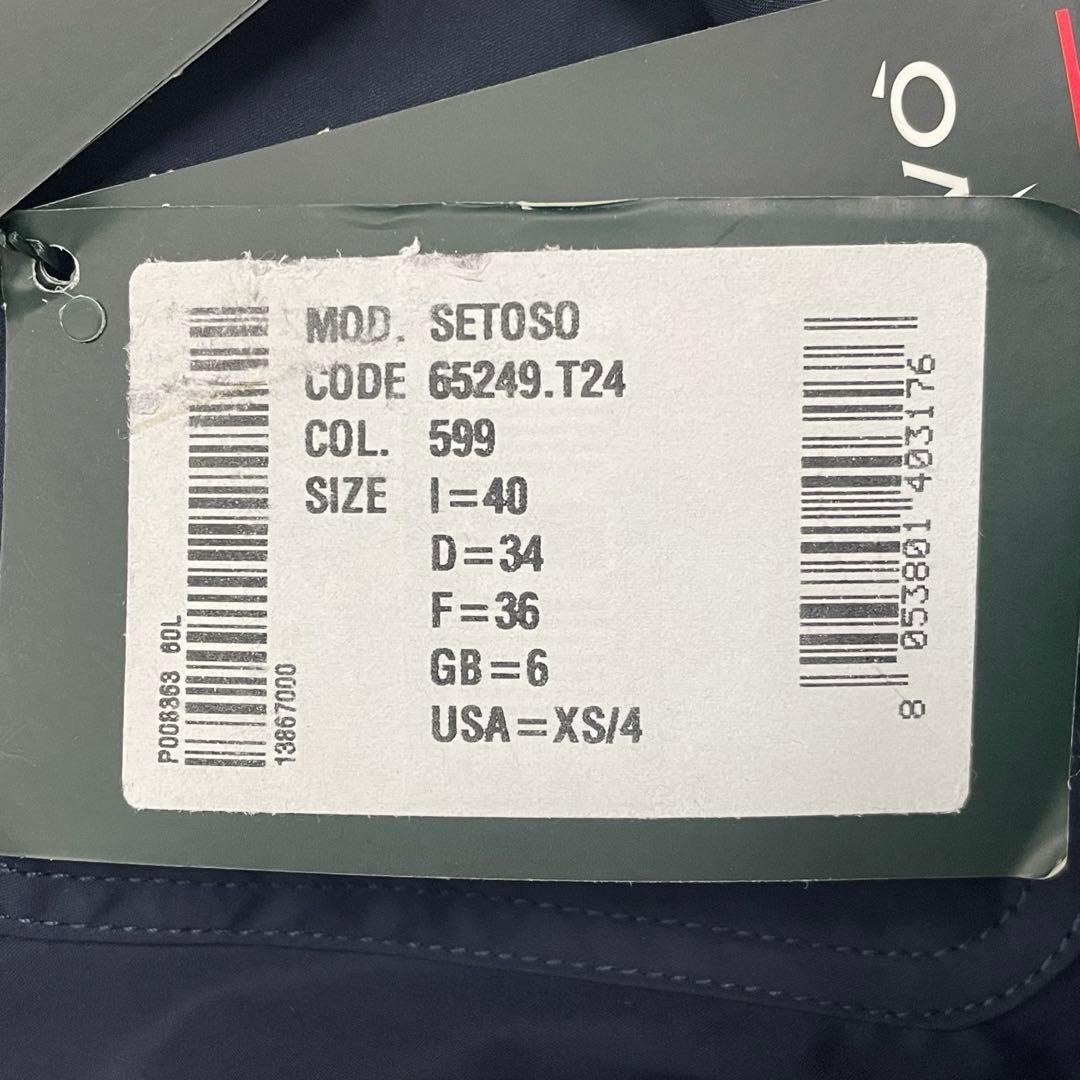 MOD. SETOSO
CODE 65249.T24
COL. 599
SIZE I=40
D=34
F=36
GB=6
USA=XS/4
P008363 60L
13867000
8 053801 403176